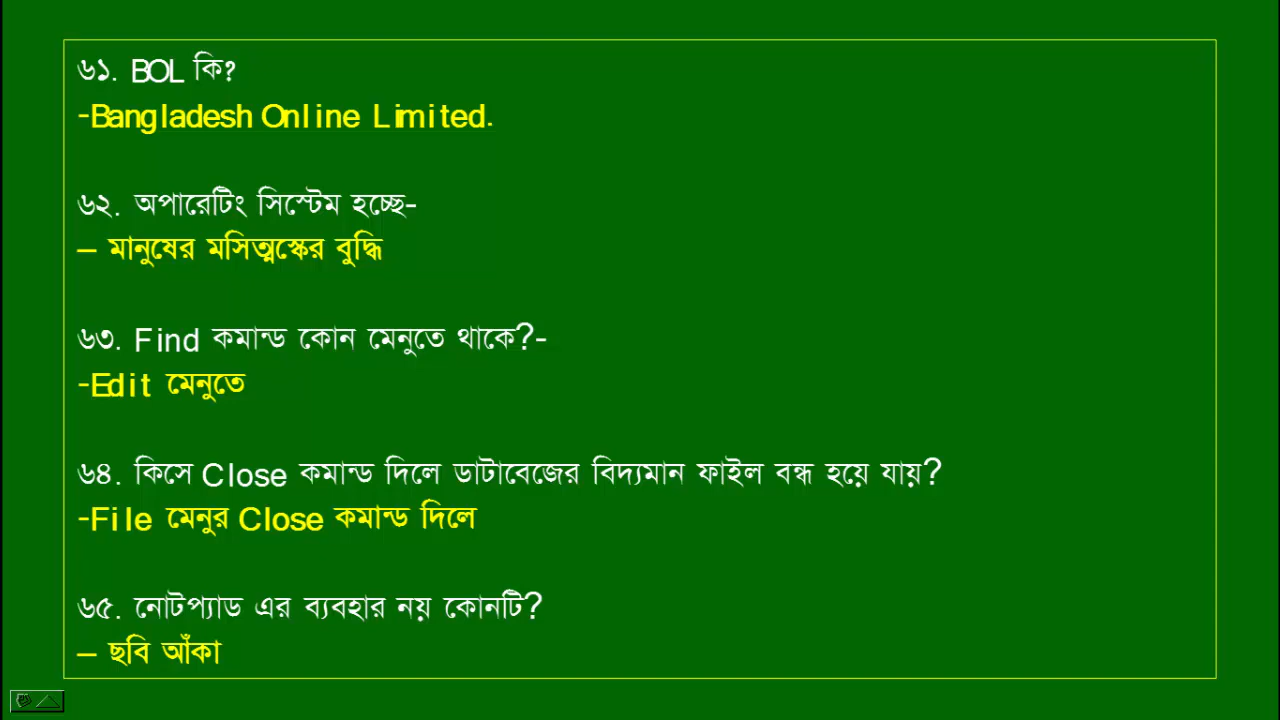 ৬১. BOL কি?
-Bangladesh Online Limited.
৬২. অপারেটিং সিস্টেম হচ্ছে-
– মানুষের মসিত্মস্কের বুদ্ধি
৬৩. Find কমান্ড কোন মেনুতে থাকে?-
-Edit মেনুতে
৬৪. কিসে Close কমান্ড দিলে ডাটাবেজের বিদ্যমান ফাইল বন্ধ হয়ে যায়?
-File মেনুর Close কমান্ড দিলে
৬৫. নোটপ্যাড এর ব্যবহার নয় কোনটি?
– ছবি আঁকা